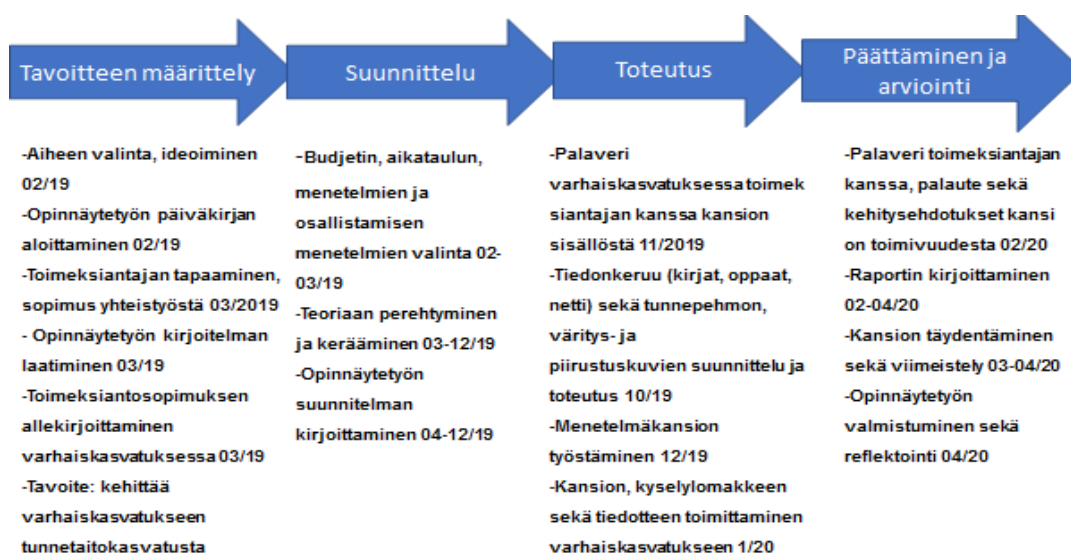 Tavoitteen määrittely
Suunnittelu
Toteutus
Päättäminen ja
arviointi
-Aiheen valinta, ideoiminen
02/19
-Opinnäytetyön päiväkirjan
aloittaminen 02/19
-Toimeksiantajan tapaaminen,
sopimus yhteistyöstä 03/2019
- Opinnäytetyön kirjoitelman
laatiminen 03/19
-Toimeksiantosopimuksen
allekirjoittaminen
varhaiskasvatuksessa 03/19
-Tavoite: kehittää
varhaiskasvatukseen
tunnetaitokasvatusta
-Budjetin, aikataulun,
menetelmien ja
osallistamisen
menetelmien valinta 02-
03/19
-Teoriaan perehtyminen
ja kerääminen 03-12/19
-Opinnäytetyön
suunnitelman
kirjoittaminen 04-12/19
-Palaveri
varhaiskasvatuksessa toimek
siantajan kanssa kansion
sisällöstä 11/2019
-Tiedonkeruu (kirjat, oppaat,
netti) sekä tunnepehmon,
väritys- ja
piirustuskuvien suunnittelu ja
toteutus 10/19
-Menetelmäkansion
työstäminen 12/19
-Kansion, kyselylomakkeen
sekä tiedotteen toimittaminen
varhaiskasvatukseen 1/20
-Palaveri toimeksiantajan
kanssa, palaute sekä
kehitysehdotukset kansi
on toimivuudesta 02/20
-Raportin kirjoittaminen
02-04/20
-Kansion täydentäminen
sekä viimeistely 03-04/20
-Opinnäytetyön
valmistuminen sekä
reflektointi 04/20